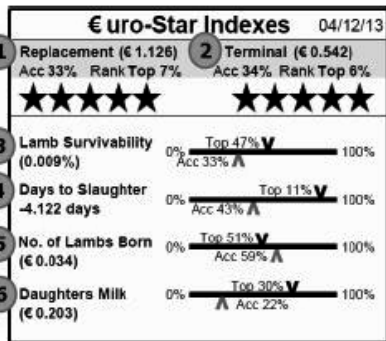 €uro-Star Indexes 04/12/13
1 Replacement (€ 1.126) 2 Terminal (€ 0.542)
Acc 33% Rank Top 7% Acc 34% Rank Top 6%
3 Lamb Survivability
(0.009%)
0% Top 47% 100%
Acc 33%
4 Days to Slaughter
-4.122 days
0% Top 11% 100%
Acc 43%
5 No. of Lambs Born
(€ 0.034)
0% Top 51% 100%
Acc 59%
6 Daughters Milk
(€ 0.203)
0% Top 30% 100%
Acc 22%